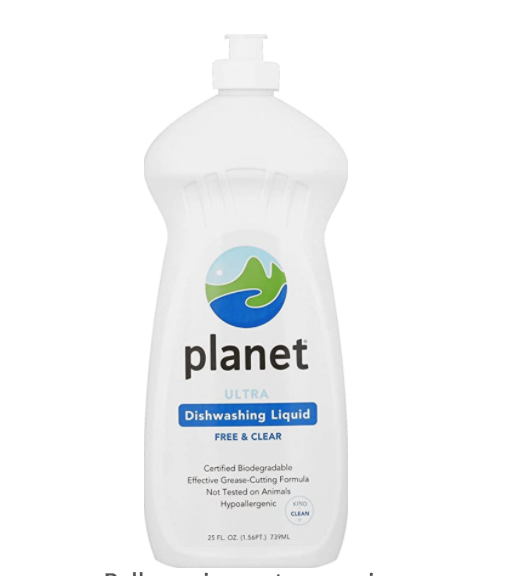 planet
ULTRA
Dishwashing Liquid
FREE & CLEAR
Certified Biodegradable
Effective Grease-Cutting Formula
Not Tested on Animals
Hypoallergenic
KIND
CLEAN
25 FL. OZ. (1.56PT.) 739ML